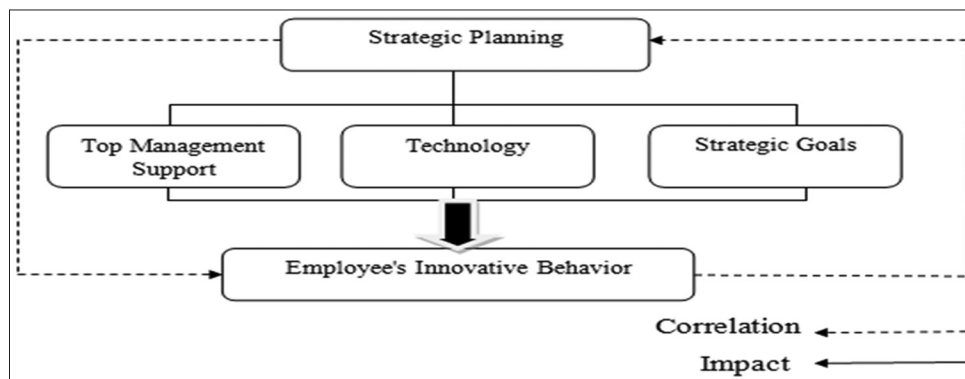 Strategic Planning
Top Management
Support
Technology
Strategic Goals
Employee's Innovative Behavior
Correlation
Impact